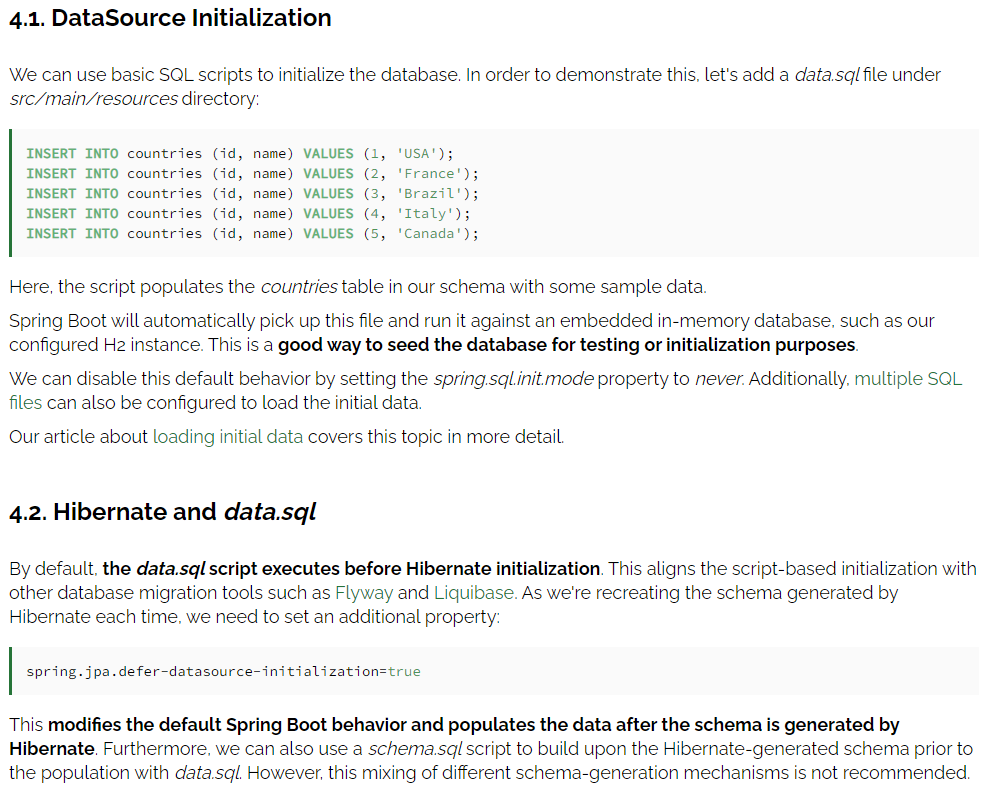 4.1. DataSource Initialization
We can use basic SQL scripts to initialize the database. In order to demonstrate this, let's add a data.sql file under
src/main/resources directory:
INSERT INTO countries (id, name) VALUES (1, 'USA');
INSERT INTO countries (id, name) VALUES (2, 'France');
INSERT INTO countries (id, name) VALUES (3, 'Brazil');
INSERT INTO countries (id, name) VALUES (4, 'Italy');
INSERT INTO countries (id, name) VALUES (5, 'Canada');
Here, the script populates the countries table in our schema with some sample data.
Spring Boot will automatically pick up this file and run it against an embedded in-memory database, such as our
configured H2 instance. This is a good way to seed the database for testing or initialization purposes.
We can disable this default behavior by setting the spring.sql.init.mode property to never. Additionally, multiple SQL
files can also be configured to load the initial data.
Our article about loading initial data covers this topic in more detail.
4.2. Hibernate and data.sql
By default, the data.sql script executes before Hibernate initialization. This aligns the script-based initialization with
other database migration tools such as Flyway and Liquibase. As we're recreating the schema generated by
Hibernate each time, we need to set an additional property:
spring.jpa.defer-datasource-initialization=true
This modifies the default Spring Boot behavior and populates the data after the schema is generated by
Hibernate. Furthermore, we can also use a schema.sql script to build upon the Hibernate-generated schema prior to
the population with data.sql. However, this mixing of different schema-generation mechanisms is not recommended.